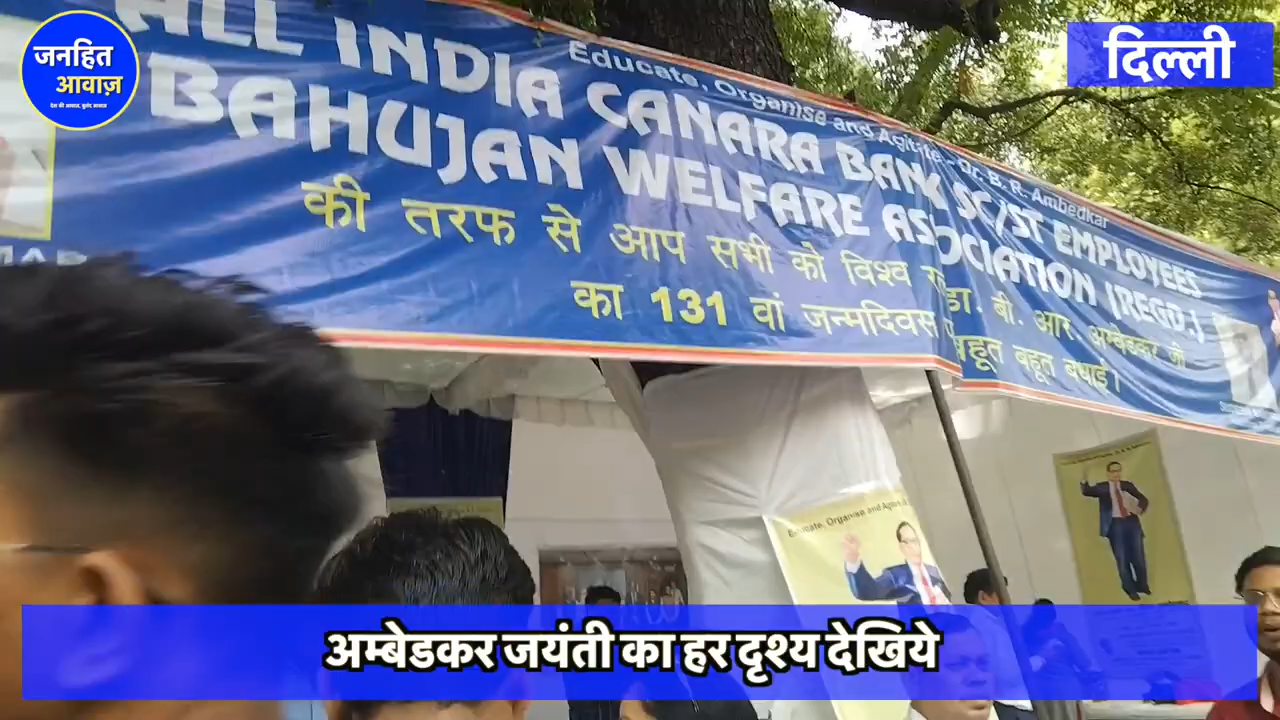 जनहित
आवाज़
देश की आवाज़, बुलंद आवाज़
दिल्ली
Educate, Organise and Agitate - Dr. B. R. Ambedkar
ALL INDIA CANARA BANK SC/ST EMPLOYEES
BAHUJAN WELFARE ASSOCIATION (REGD.)
की तरफ से आप सभी को विश्व डा. बी. आर. अम्बेडकर जी
का 131 वां जन्मदिवस बहुत बहुत बधाई।
Educate, Organise and
अम्बेडकर जयंती का हर दृश्य देखिये